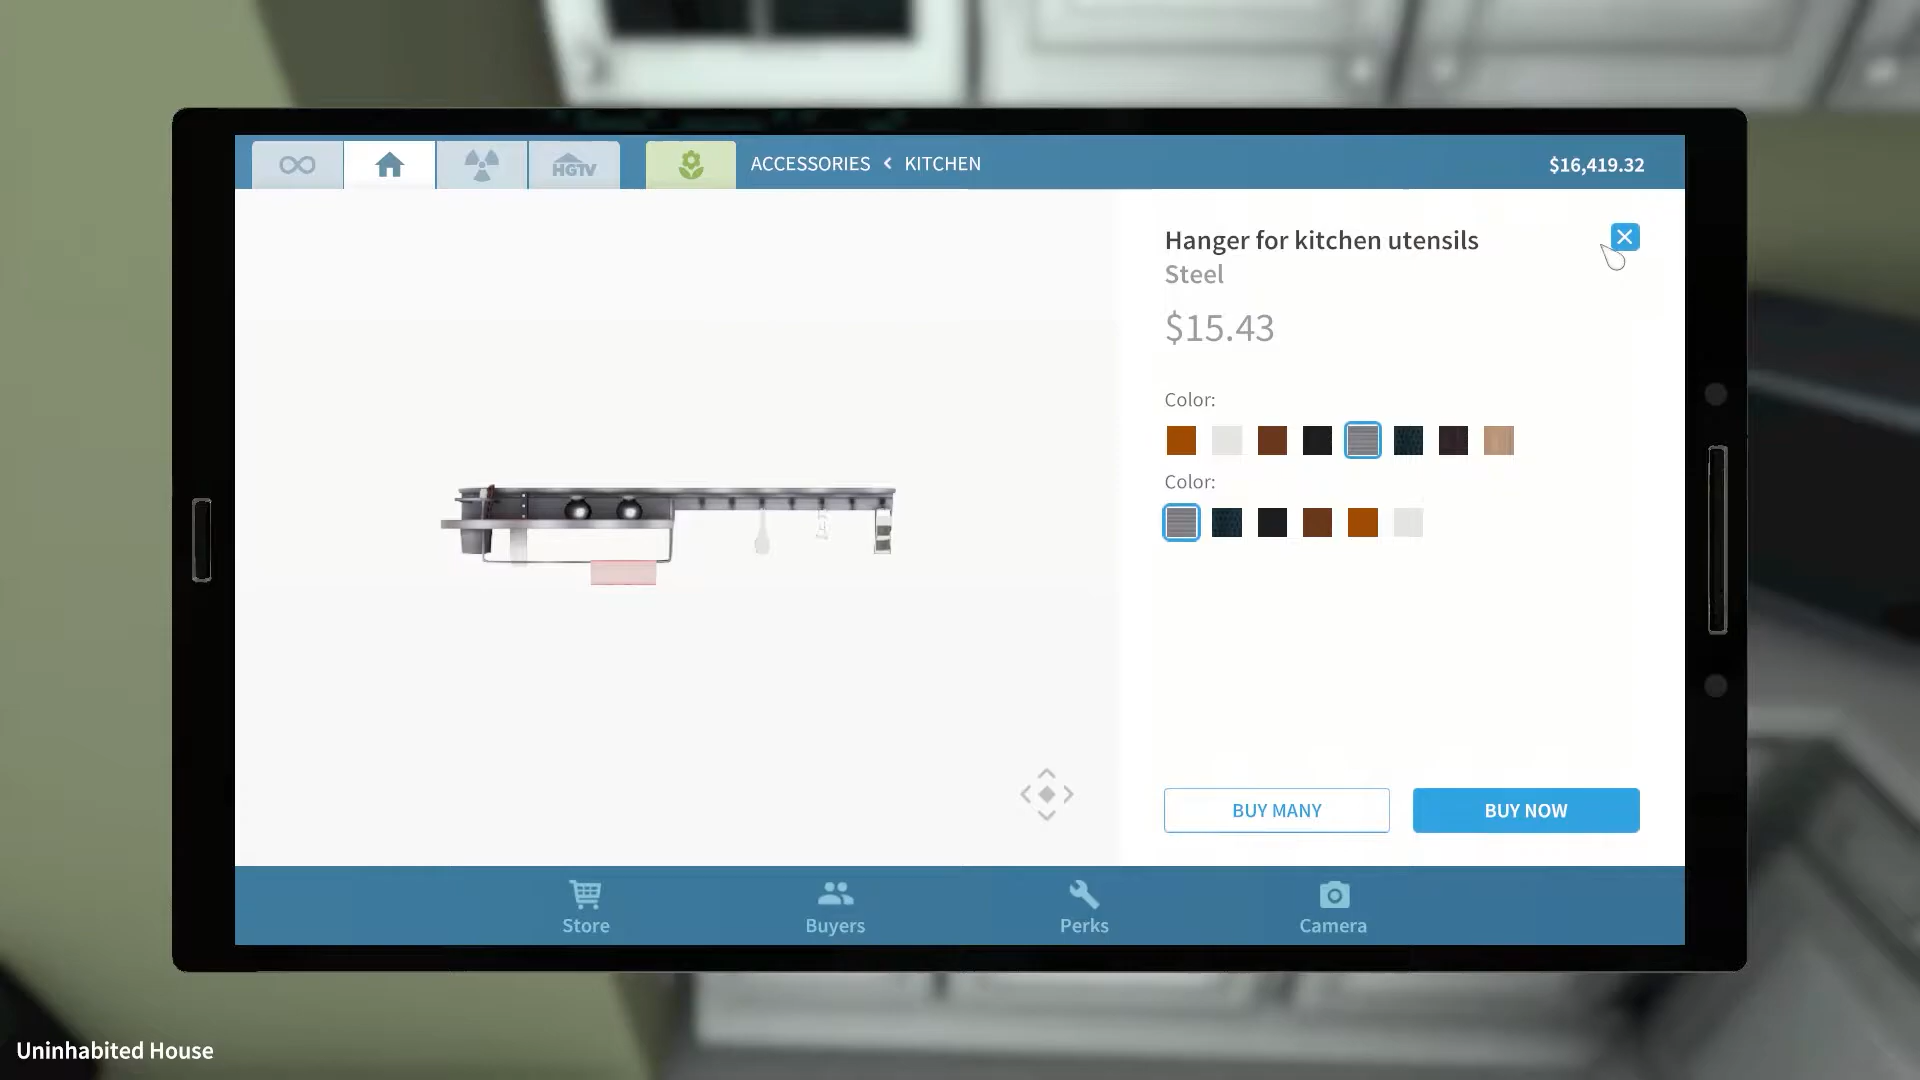 HGTV
ACCESSORIES < KITCHEN
$16,419.32
Hanger for kitchen utensils
Steel
$15.43
Color:
Color:
BUY MANY
BUY NOW
Store
Buyers
Perks
Camera
Uninhabited House